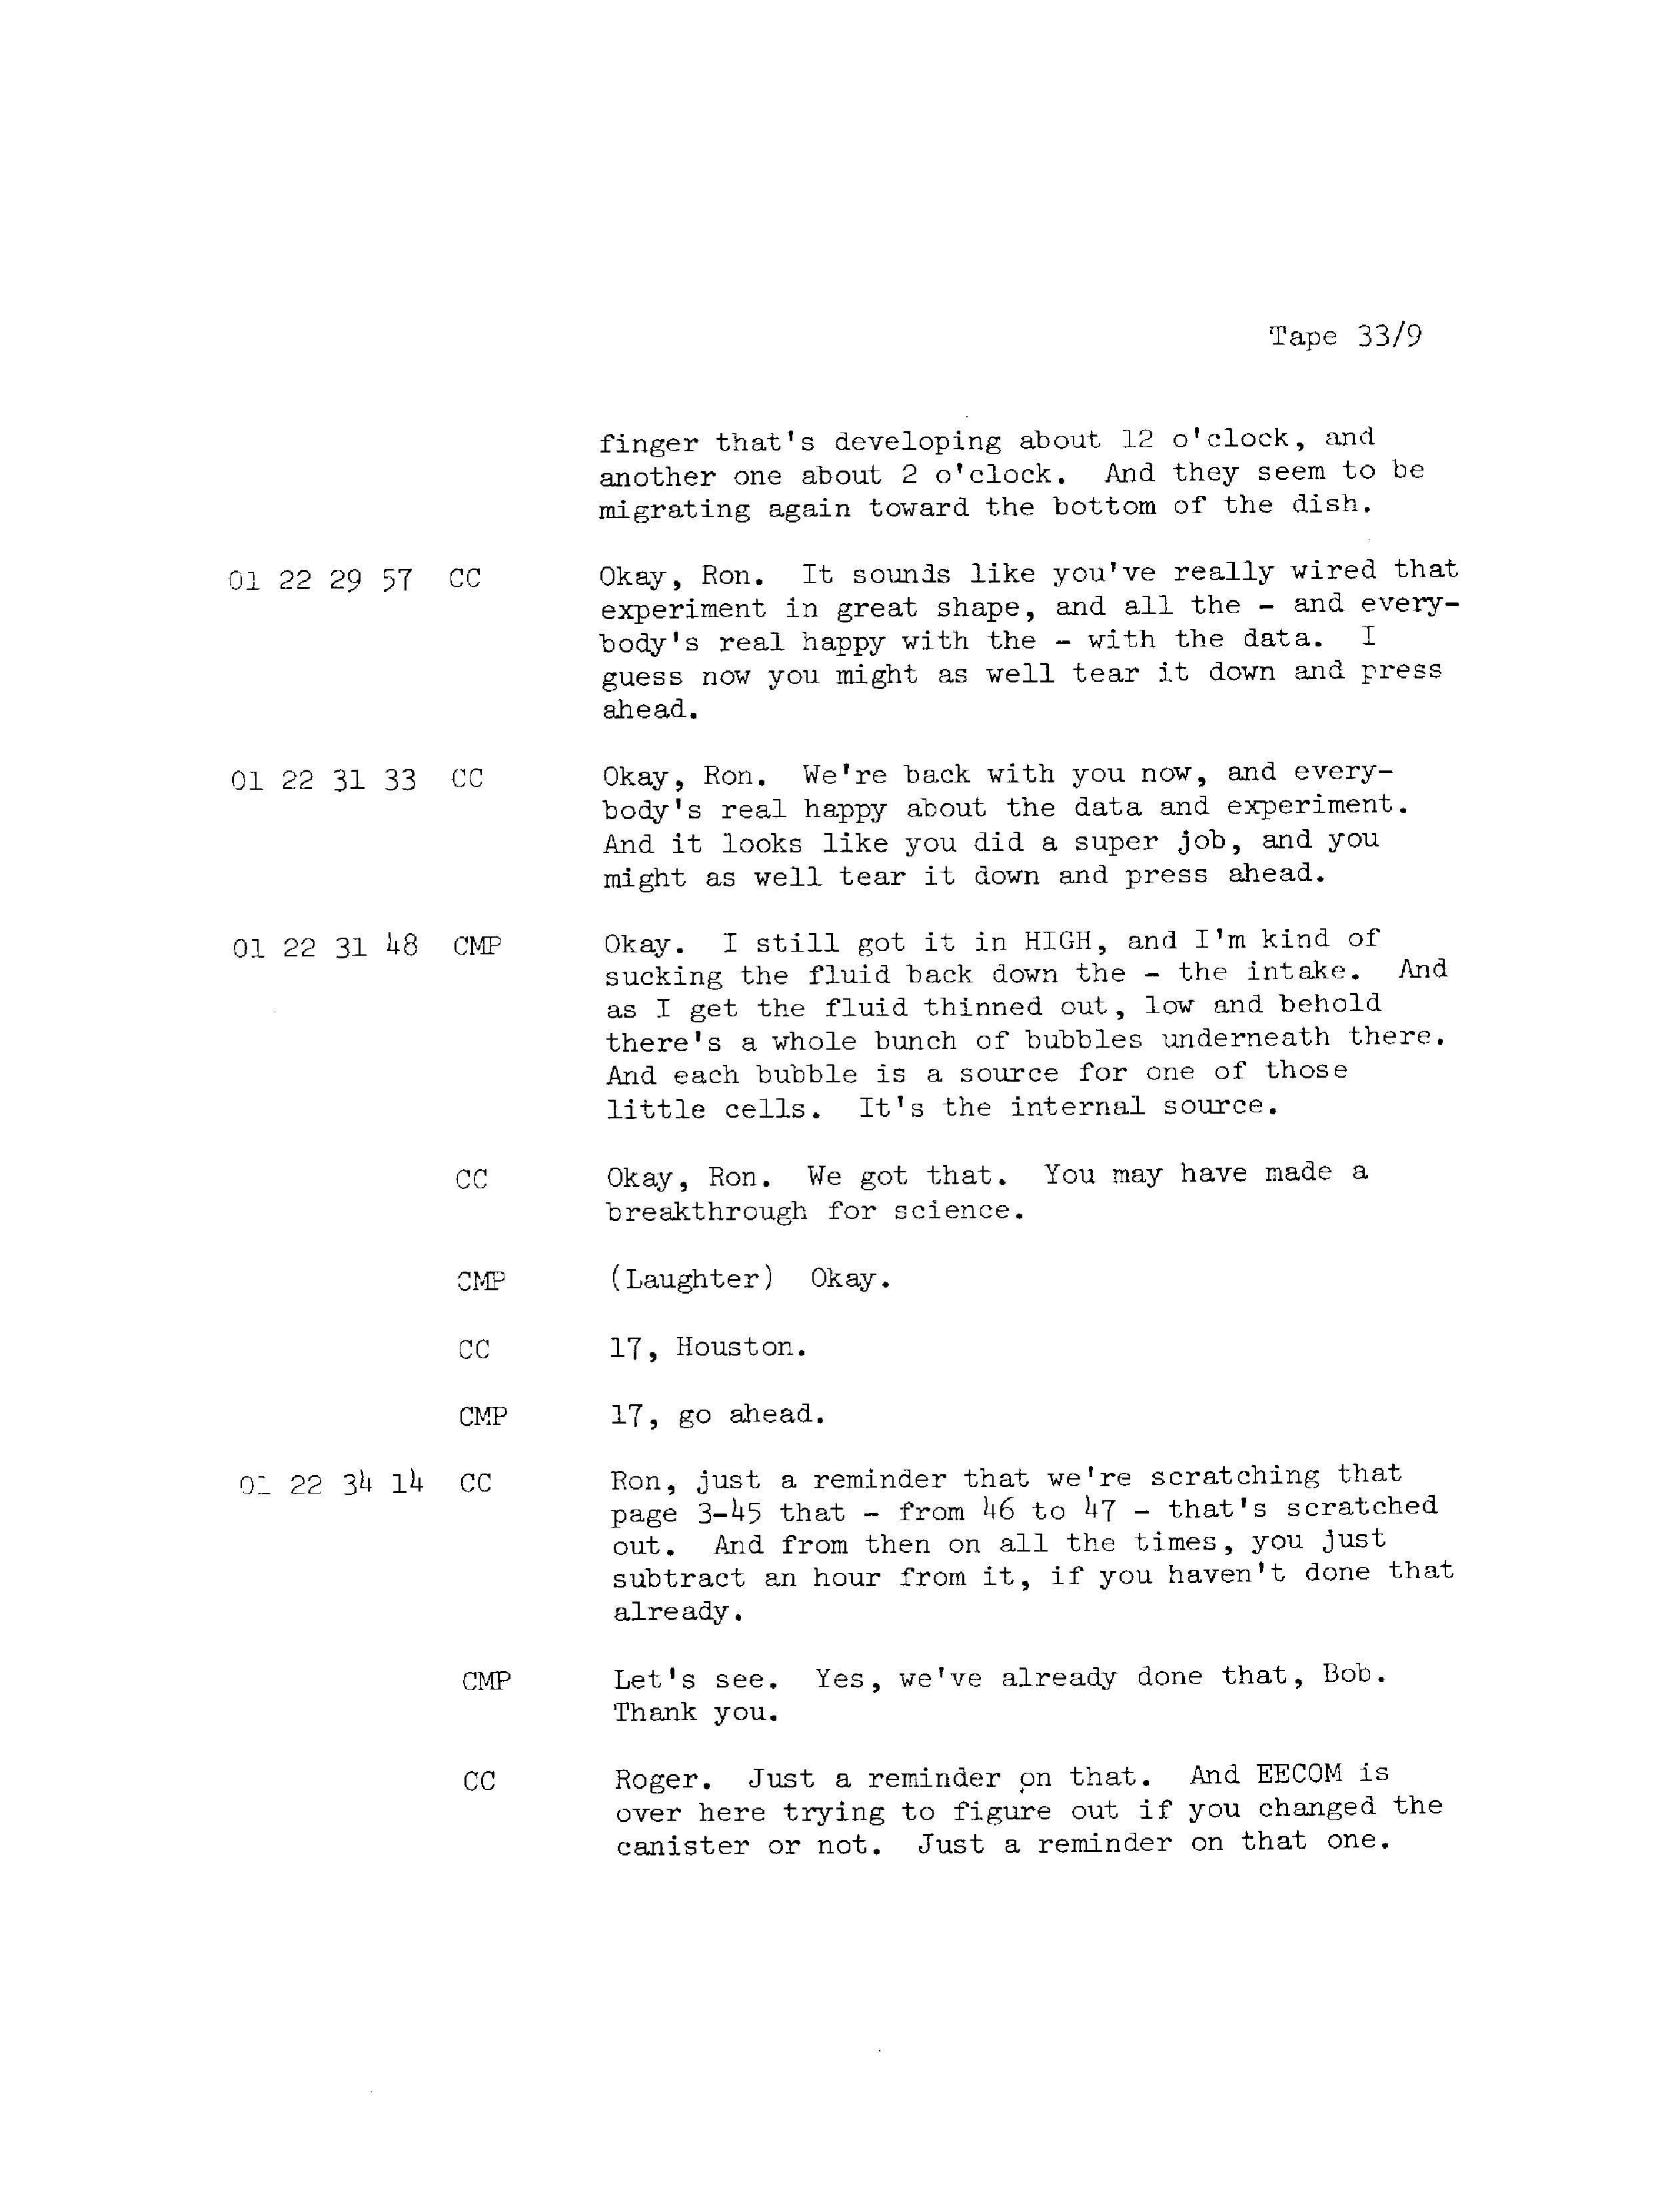 Tape 33/9
finger that's developing about 12 o'clock, and
another one about 2 o'clock. And they seem to be
migrating again toward the bottom of the dish.
01 22 29 57 CC Okay, Ron. It sounds like you've really wired that
experiment in great shape, and all the - and every-
body's real happy with the - with the data. I
guess now you might as well tear it down and press
ahead.
01 22 31 33 CC Okay, Ron. We're back with you now, and every-
body's real happy about the data and experiment.
And it looks like you did a super job, and you
might as well tear it down and press ahead.
01 22 31 48 CMP Okay. I still got it in HIGH, and I'm kind of
sucking the fluid back down the - the intake. And
as I get the fluid thinned out, low and behold
there's a whole bunch of bubbles underneath there.
And each bubble is a source for one of those
little cells. It's the internal source.
CC Okay, Ron. We got that. You may have made a
breakthrough for science.
CMP (Laughter) Okay.
CC 17, Houston.
CMP 17, go ahead.
01 22 34 14 CC Ron, just a reminder that we're scratching that
page 3-45 that - from 46 to 47 - that's scratched
out. And from then on all the times, you just
subtract an hour from it, if you haven't done that
already.
CMP Let's see. Yes, we've already done that, Bob.
Thank you.
CC Roger. Just a reminder on that. And EECOM is
over here trying to figure out if you changed the
canister or not. Just a reminder on that one.